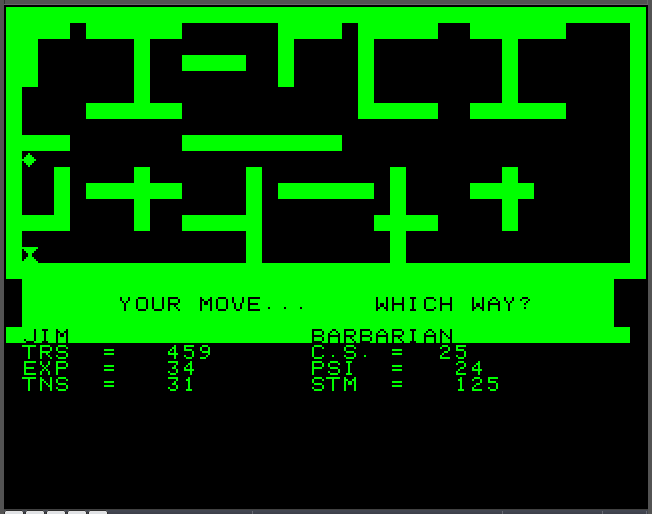 YOUR MOVE... WHICH WAY?
JIM BARBARIAN
TRS = 459 C.S. = 25
EXP = 34 PSI = 24
TNS = 31 STM = 125